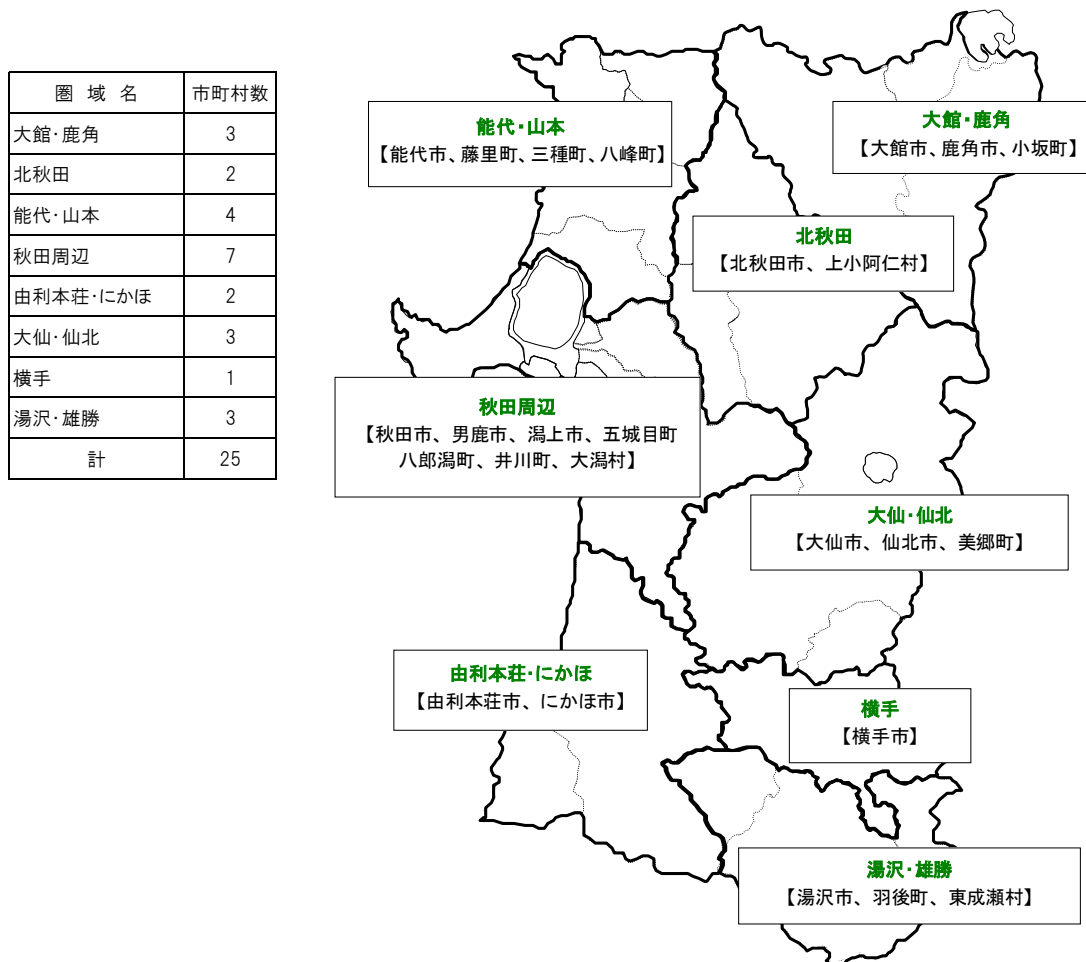 圏 域 名 市町村数
大館・鹿角 3
北秋田 2
能代・山本 4
秋田周辺 7
由利本荘・にかほ 2
大仙・仙北 3
横手 1
湯沢・雄勝 3
計 25
能代・山本
【能代市、藤里町、三種町、八峰町】
大館・鹿角
【大館市、鹿角市、小坂町】
北秋田
【北秋田市、上小阿仁村】
秋田周辺
【秋田市、男鹿市、潟上市、五城目町
八郎潟町、井川町、大潟村】
大仙・仙北
【大仙市、仙北市、美郷町】
由利本荘・にかほ
【由利本荘市、にかほ市】
横手
【横手市】
湯沢・雄勝
【湯沢市、羽後町、東成瀬村】